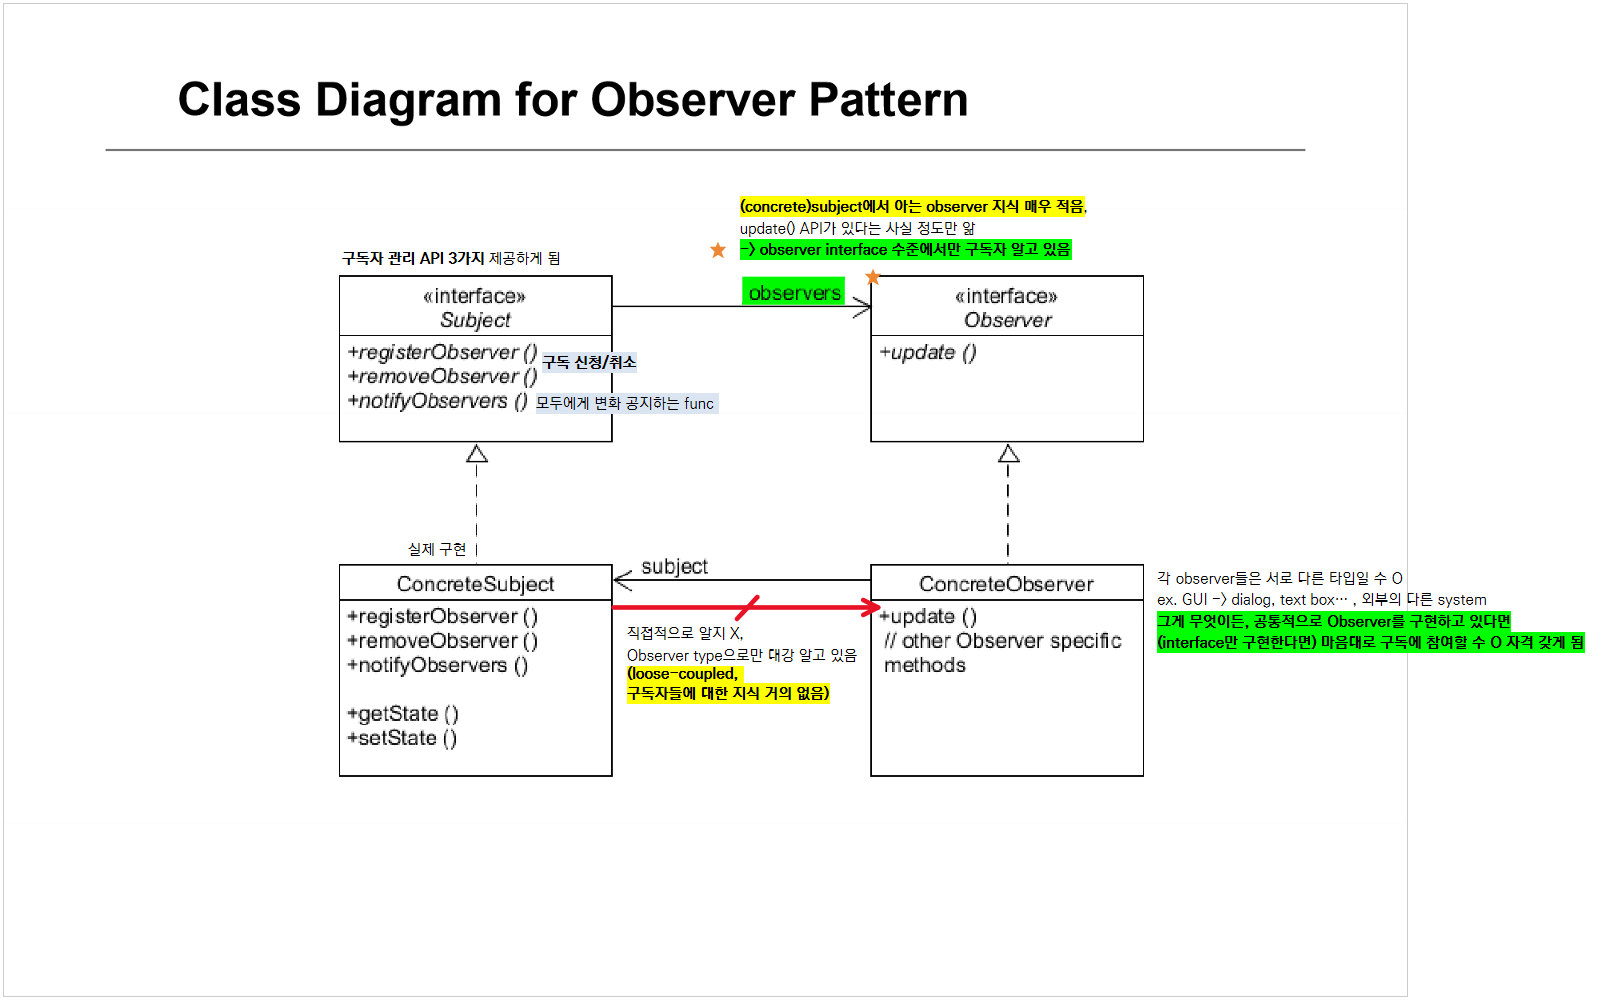 Class Diagram for Observer Pattern
(concrete)subject에서 아는 observer 지식 매우 적음,
update() API가 있다는 사실 정도만 앎
-> observer interface 수준에서만 구독자 알고 있음
구독자 관리 API 3가지 제공하게 됨
«interface»
Subject
observers
«interface»
Observer
+registerObserver ()
+removeObserver ()
구독 신청/취소
+notifyObservers ()
모두에게 변화 공지하는 func
+update ()
실제 구현
ConcreteSubject
subject
ConcreteObserver
+registerObserver ()
+removeObserver ()
+notifyObservers ()
+getState ()
+setState ()
직접적으로 알지 X,
Observer type으로만 대강 알고 있음
(loose-coupled,
구독자들에 대한 지식 거의 없음)
+update ()
// other Observer specific
methods
각 observer들은 서로 다른 타입일 수 O
ex. GUI -> dialog, text box… , 외부의 다른 system
그게 무엇이든, 공통적으로 Observer를 구현하고 있다면
(interface만 구현한다면) 마음대로 구독에 참여할 수 O 자격 갖게 됨